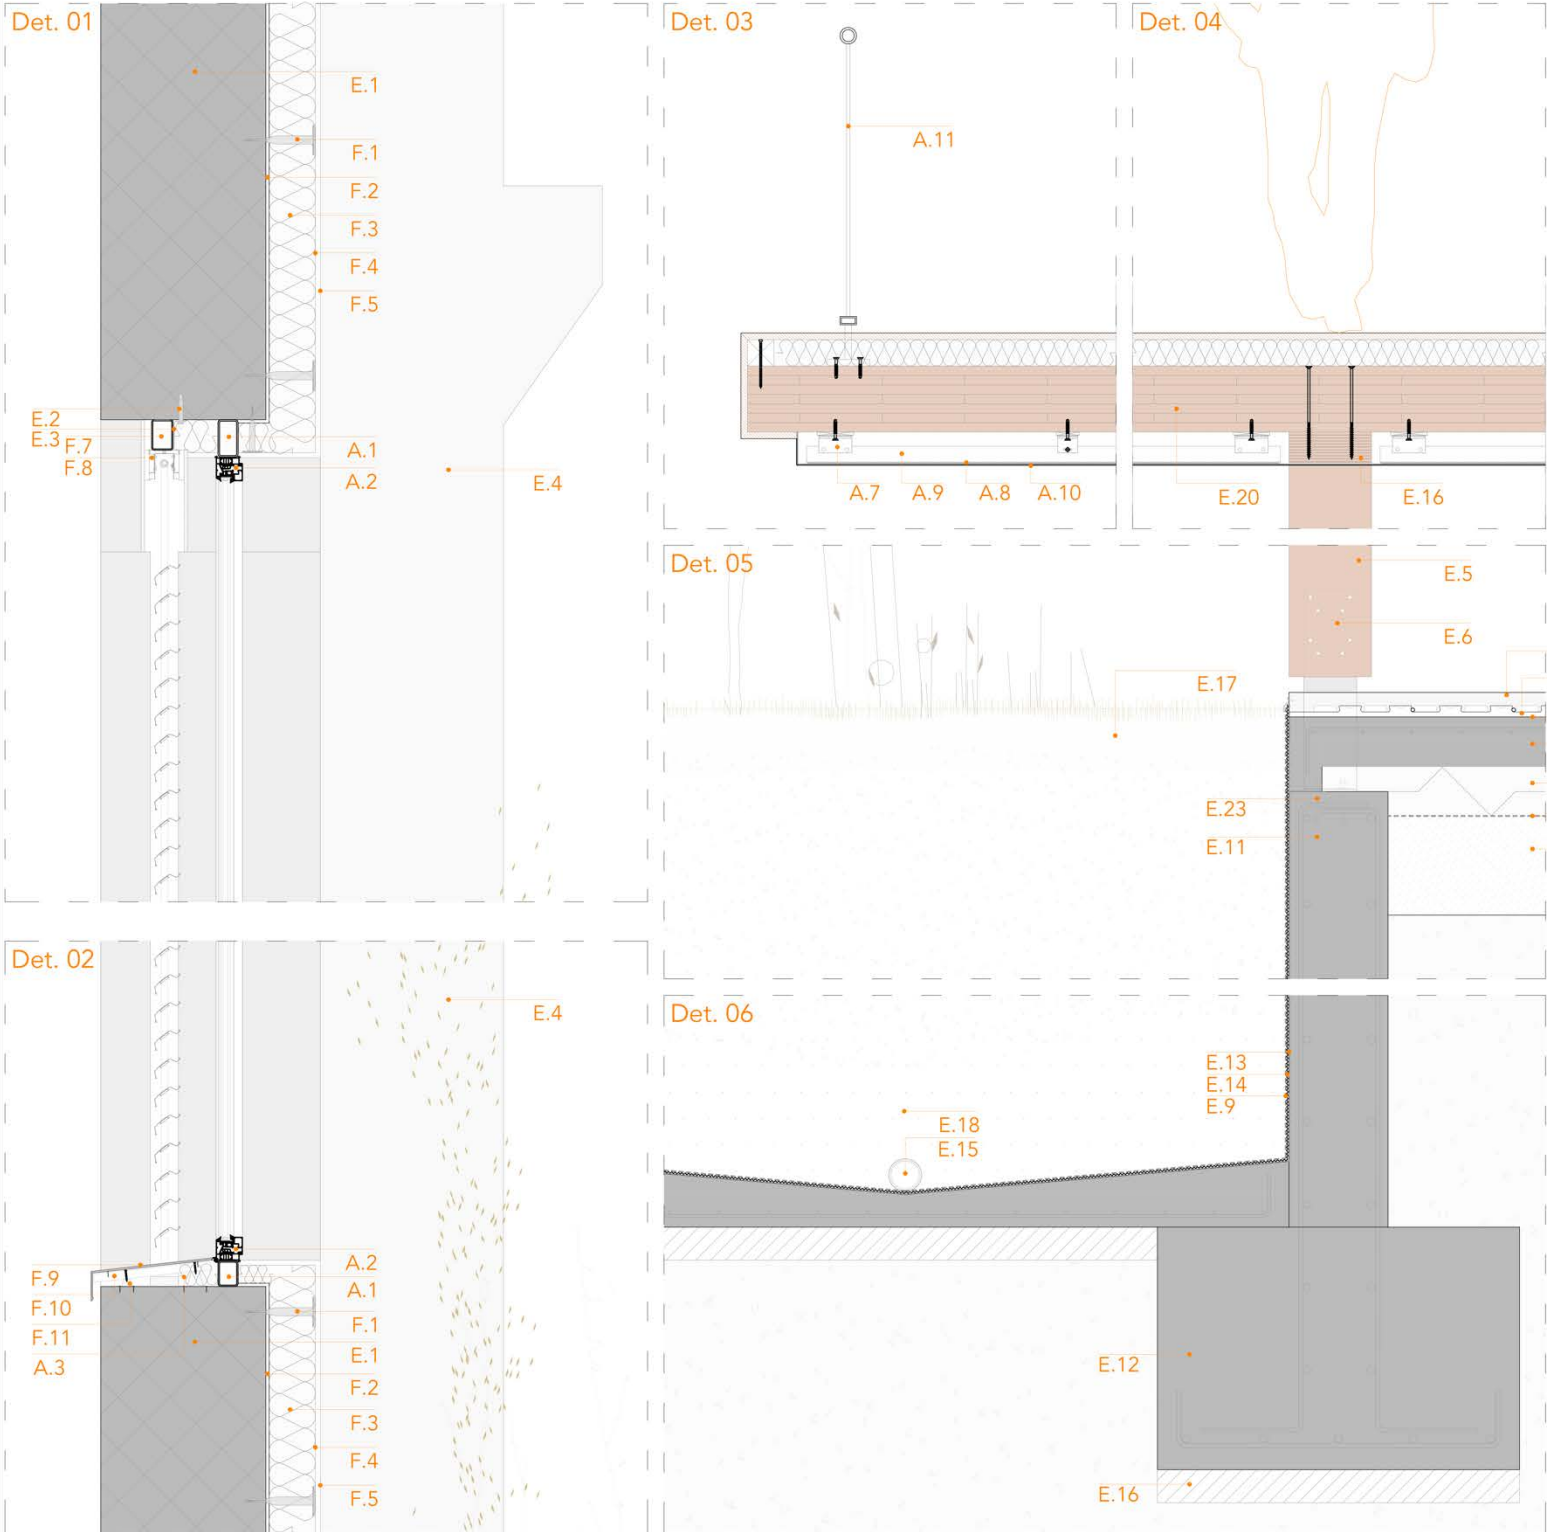 Det. 01
E.1
F.1
F.2
F.3
F.4
F.5
E.2
E.3
F.7
F.8
A.1
A.2
E.4
Det. 02
E.4
F.9
F.10
F.11
A.3
A.2
A.1
F.1
E.1
F.2
F.3
F.4
F.5
Det. 03
A.11
A.7
A.9
A.8
A.10
Det. 04
E.20
E.16
Det. 05
E.5
E.6
E.17
E.23
E.11
Det. 06
E.13
E.14
E.9
E.18
E.15
E.12
E.16